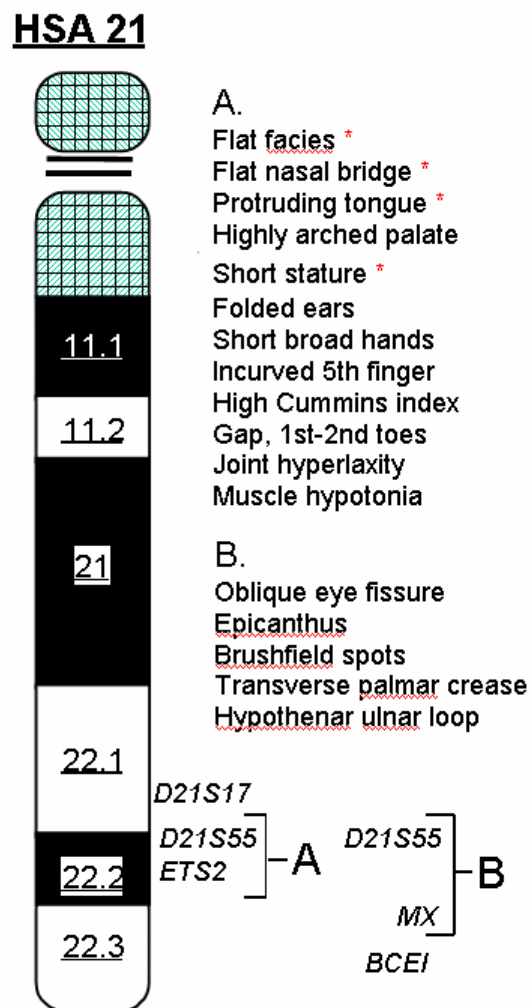 HSA 21
A.
Flat facies *
Flat nasal bridge *
Protruding tongue *
Highly arched palate
Short stature *
Folded ears
Short broad hands
Incurved 5th finger
High Cummins index
Gap, 1st-2nd toes
Joint hyperlaxity
Muscle hypotonia
B.
Oblique eye fissure
Epicanthus
Brushfield spots
Transverse palmar crease
Hypothenar ulnar loop
11.1
11.2
21
22.1
22.2
22.3
D21S17
D21S55
ETS2
A
D21S55
MX
B
BCEI